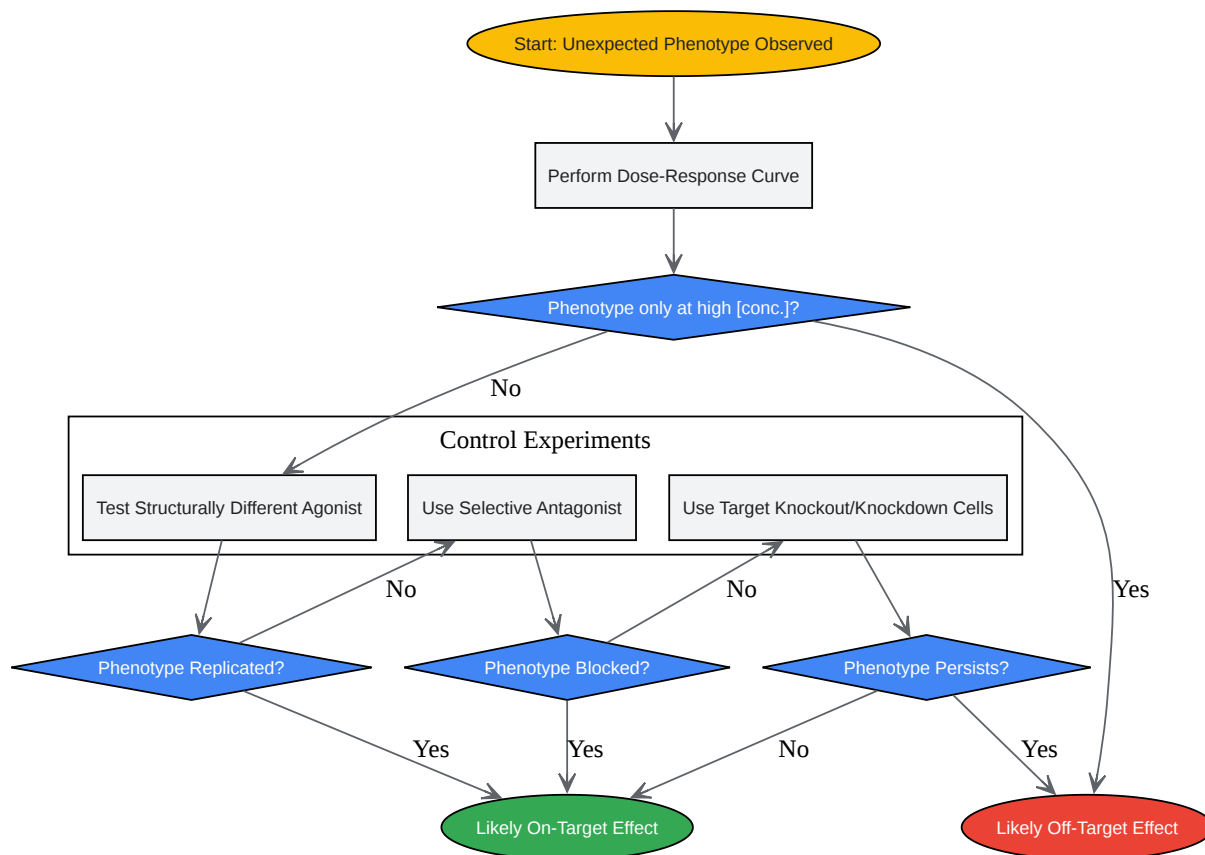 Start: Unexpected Phenotype Observed
Perform Dose-Response Curve
Phenotype only at high [conc.]?
No
Control Experiments
Test Structurally Different Agonist
Use Selective Antagonist
Use Target Knockout/Knockdown Cells
No
No
Yes
Phenotype Replicated?
Phenotype Blocked?
Phenotype Persists?
Yes
Yes
No
Yes
Likely On-Target Effect
Likely Off-Target Effect